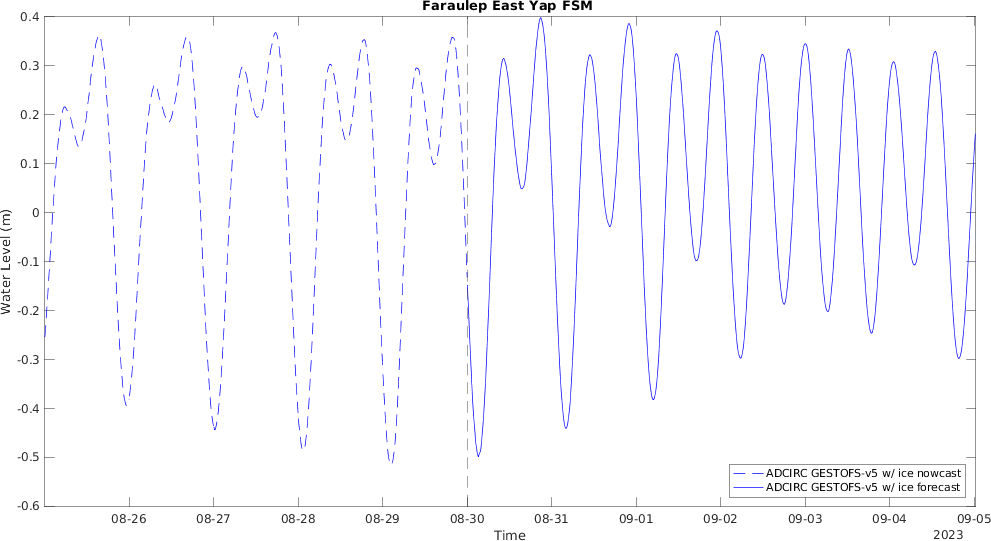 Faraulep East Yap FSM
0.4
0.3
0.2
0.1
0
-0.1
-0.2
-0.3
-0.4
-0.5
-0.6
Water Level (m)
ADCIRC GESTOFS-v5 w/ ice nowcast
ADCIRC GESTOFS-v5 w/ ice forecast
08-26 08-27 08-28 08-29 08-30 08-31 09-01 09-02 09-03 09-04 09-05
Time
2023